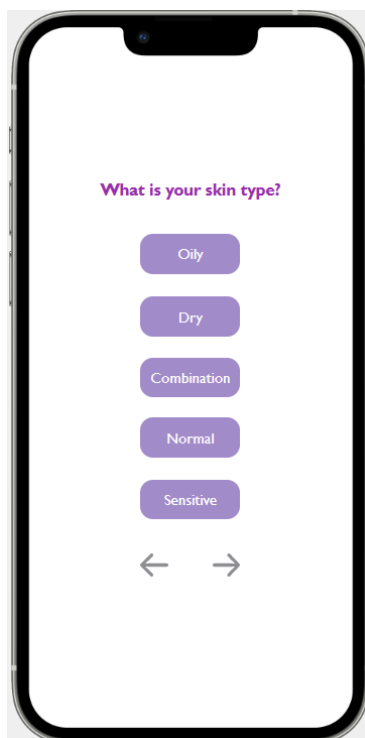 What is your skin type?
Oily
Dry
Combination
Normal
Sensitive